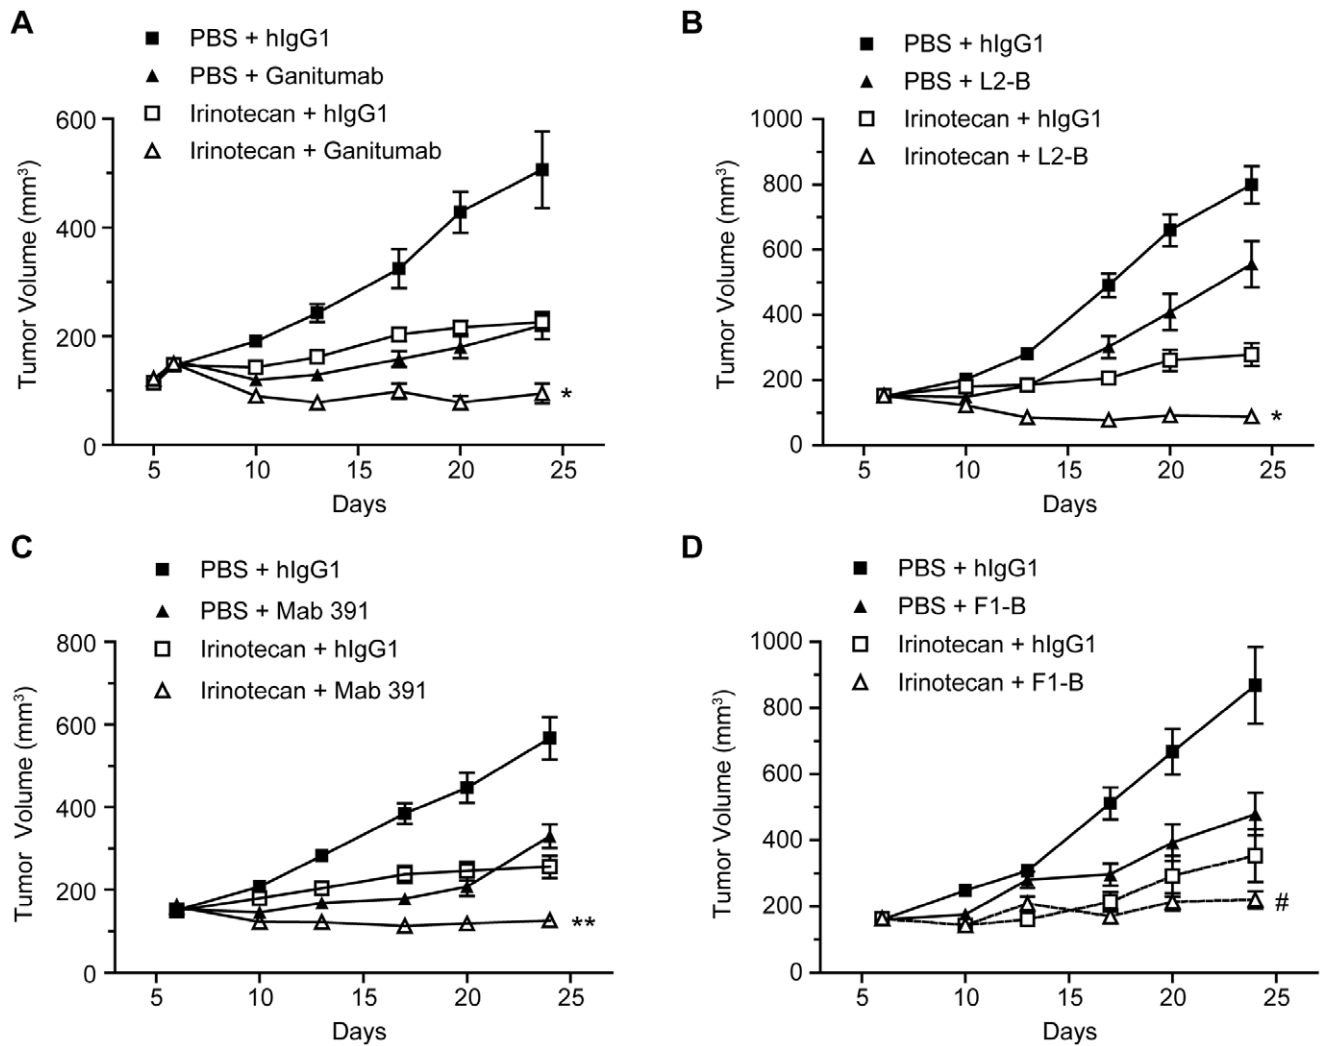 A
PBS + hIgG1
PBS + Ganitumab
Irinotecan + hIgG1
Irinotecan + Ganitumab
600
400
200
0
Tumor Volume (mm³)
*
5 10 15 20 25
Days
B
PBS + hIgG1
PBS + L2-B
Irinotecan + hIgG1
Irinotecan + L2-B
1000
800
600
400
200
0
Tumor Volume (mm³)
*
5 10 15 20 25
Days
C
PBS + hIgG1
PBS + Mab 391
Irinotecan + hIgG1
Irinotecan + Mab 391
800
600
400
200
0
Tumor Volume (mm³)
**
5 10 15 20 25
Days
D
PBS + hIgG1
PBS + F1-B
Irinotecan + hIgG1
Irinotecan + F1-B
1000
800
600
400
200
0
Tumor Volume (mm³)
#
5 10 15 20 25
Days